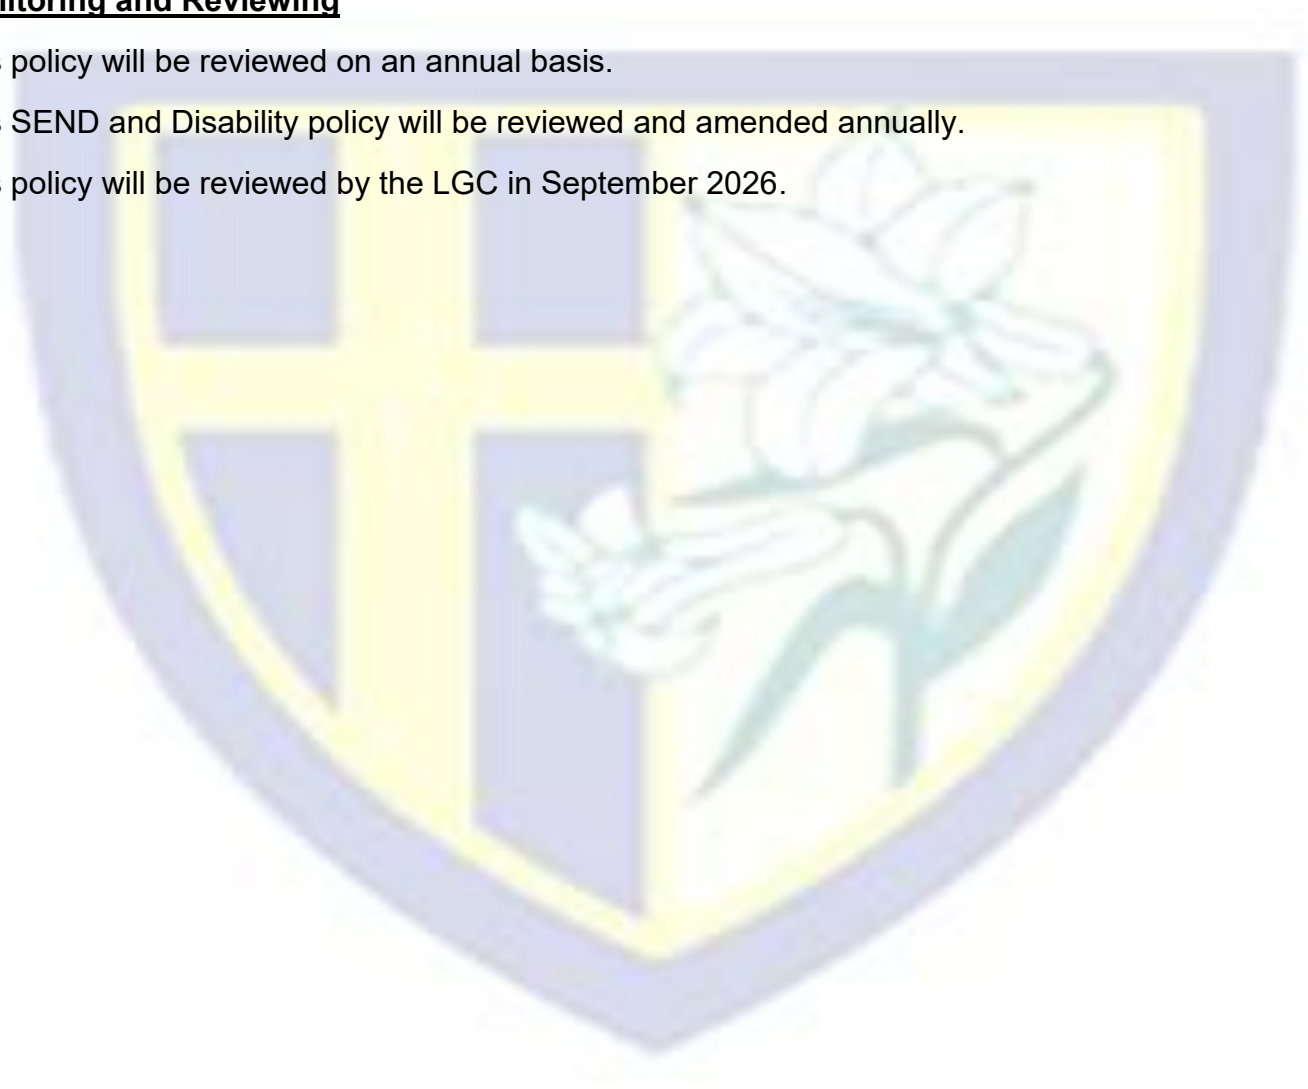 nitoring and Reviewing
s policy will be reviewed on an annual basis.
s SEND and Disability policy will be reviewed and amended annually.
s policy will be reviewed by the LGC in September 2026.